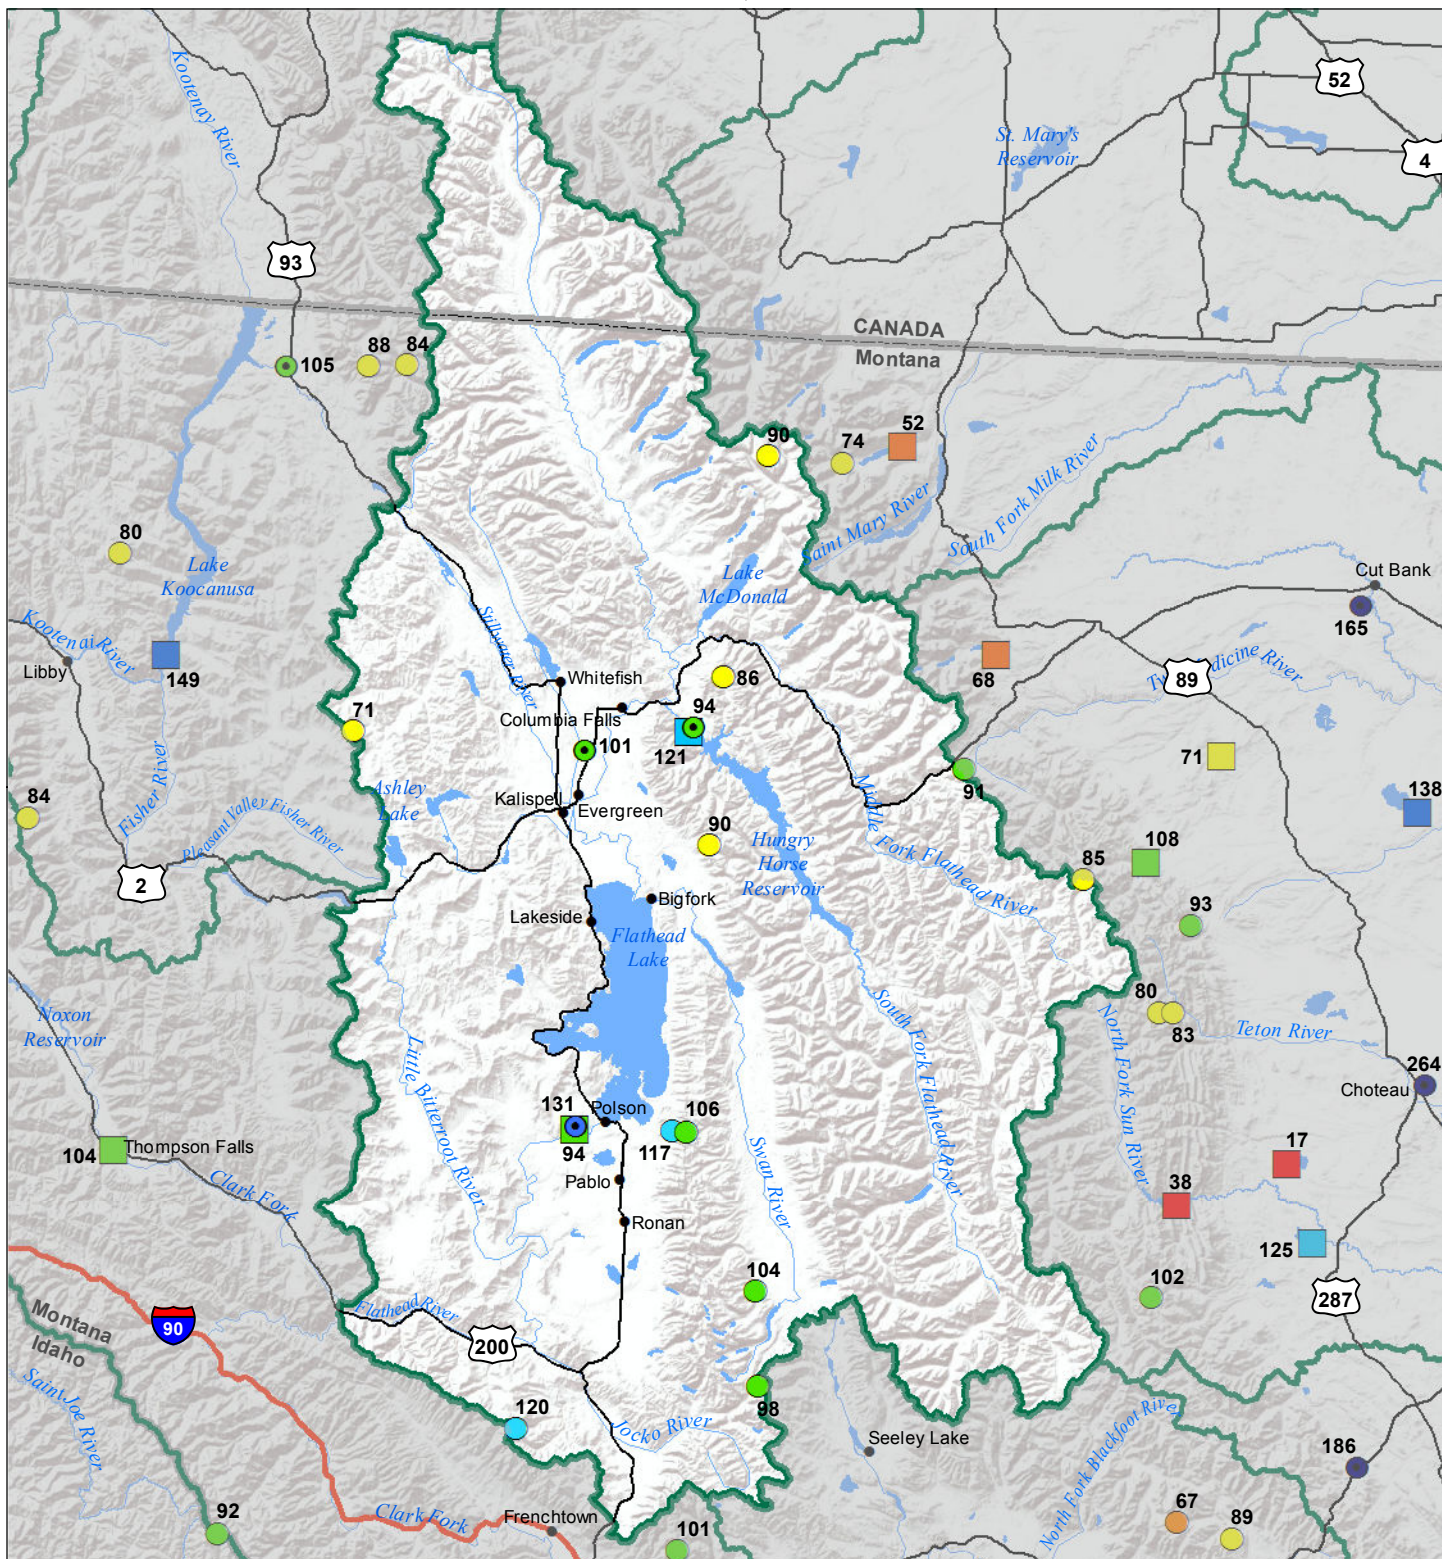 Kootenay River
52
St. Mary's
Reservoir
4
93
CANADA
Montana
88
84
105
90
74
52
Saint Mary River
South Fork Milk River
80
Lake
Koocanusa
Lake
McDonald
Cut Bank
165
Kootenai River
Libby
149
Stillwater River
Whitefish
86
68
89
71
Columbia Falls
94
121
101
71
91
138
Ashley
Lake
Kalispell
Evergreen
84
Fisher River
Pleasant Valley Fisher River
90
Hungry
Horse
Reservoir
Middle Fork Flathead River
108
85
2
Bigfork
93
Lakeside
Flathead
Lake
Noxon
Reservoir
Little Bitterroot River
South Fork Flathead River
North Fork Sun River
80
83
Teton River
264
Choteau
131
Polson
106
94
117
104
Thompson Falls
Swan River
17
Pablo
38
Clark Fork
Ronan
125
104
102
287
Montana
Idaho
90
Flathead River
200
98
Saint Joe River
120
Jocko River
Seeley Lake
North Fork Blackfoot River
186
92
Clark Fork
Frenchtown
101
67
89